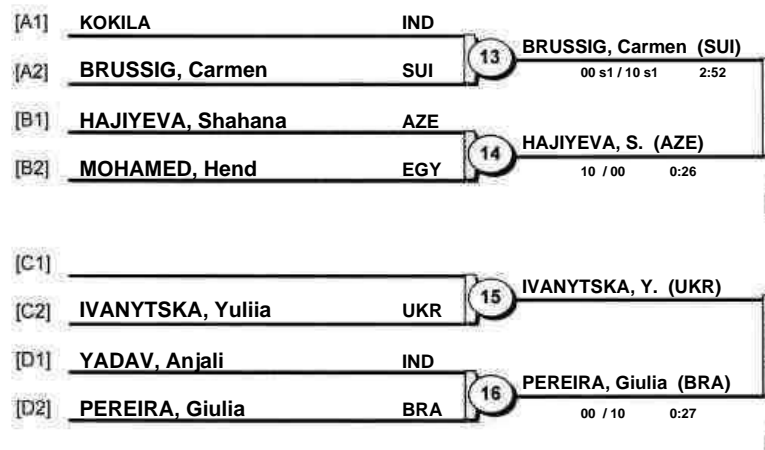 [A1] KOKILA IND
[A2] BRUSSIG, Carmen SUI
13
BRUSSIG, Carmen (SUI)
00 s1 / 10 s1 2:52
[B1] HAJIYEVA, Shahana AZE
[B2] MOHAMED, Hend EGY
14
HAJIYEVA, S. (AZE)
10 / 00 0:26
[C1]
[C2] IVANYTSKA, Yuliia UKR
15
IVANYTSKA, Y. (UKR)
[D1] YADAV, Anjali IND
[D2] PEREIRA, Giulia BRA
16
PEREIRA, Giulia (BRA)
00 / 10 0:27